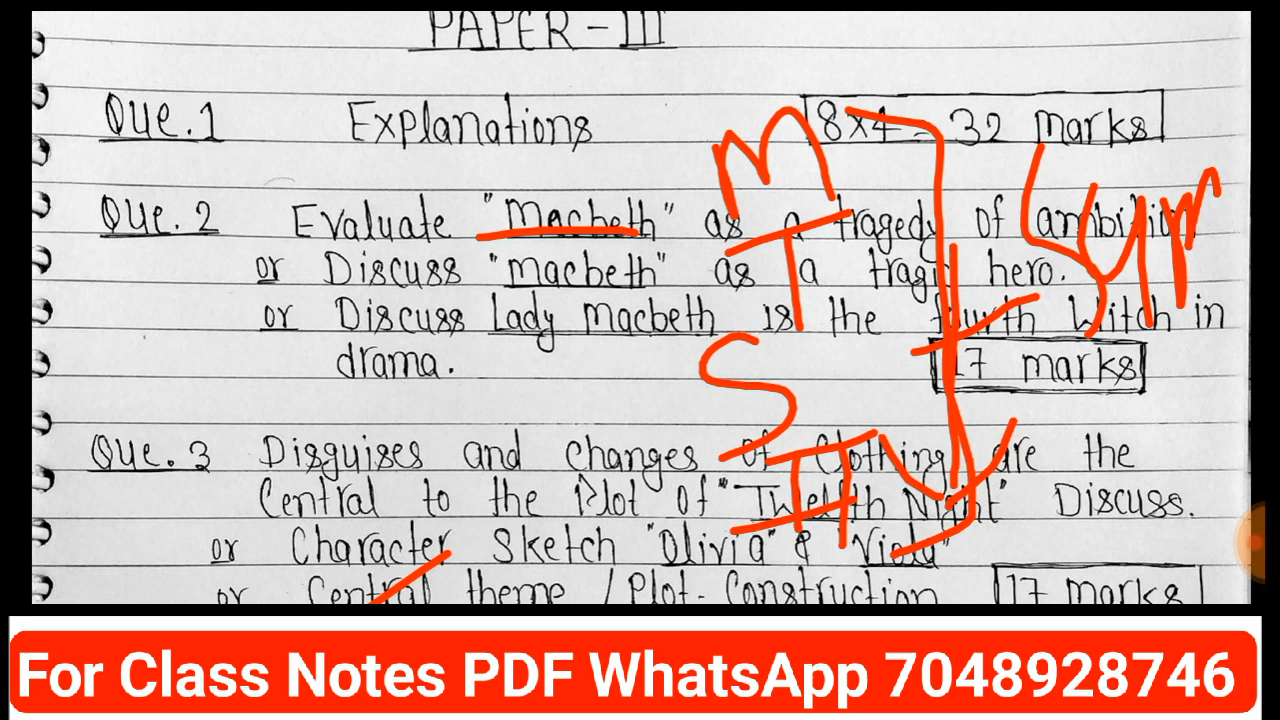 PAPER - III
Que. 1 Explanations 8x4 = 32 marks
Que. 2 Evaluate "Macbeth" as a tragedy of ambition
or Discuss "macbeth" as a tragic hero.
or Discuss Lady Macbeth is the fourth Witch in
drama. 17 marks
Que. 3 Disguises and changes of Clothing are the
Central to the Plot of "Twelfth Night" Discuss.
or Character Sketch "Olivia" & "Viola"
or Central theme / Plot- Construction 17 marks
M
T
S
For Class Notes PDF WhatsApp 7048928746